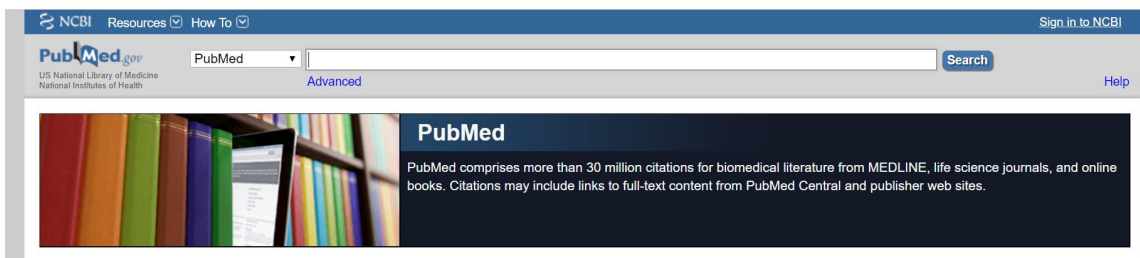 NCBI Resources How To Sign in to NCBI
PubMed.gov
US National Library of Medicine
National Institutes of Health
PubMed
Search
Advanced
Help
PubMed
PubMed comprises more than 30 million citations for biomedical literature from MEDLINE, life science journals, and online
books. Citations may include links to full-text content from PubMed Central and publisher web sites.